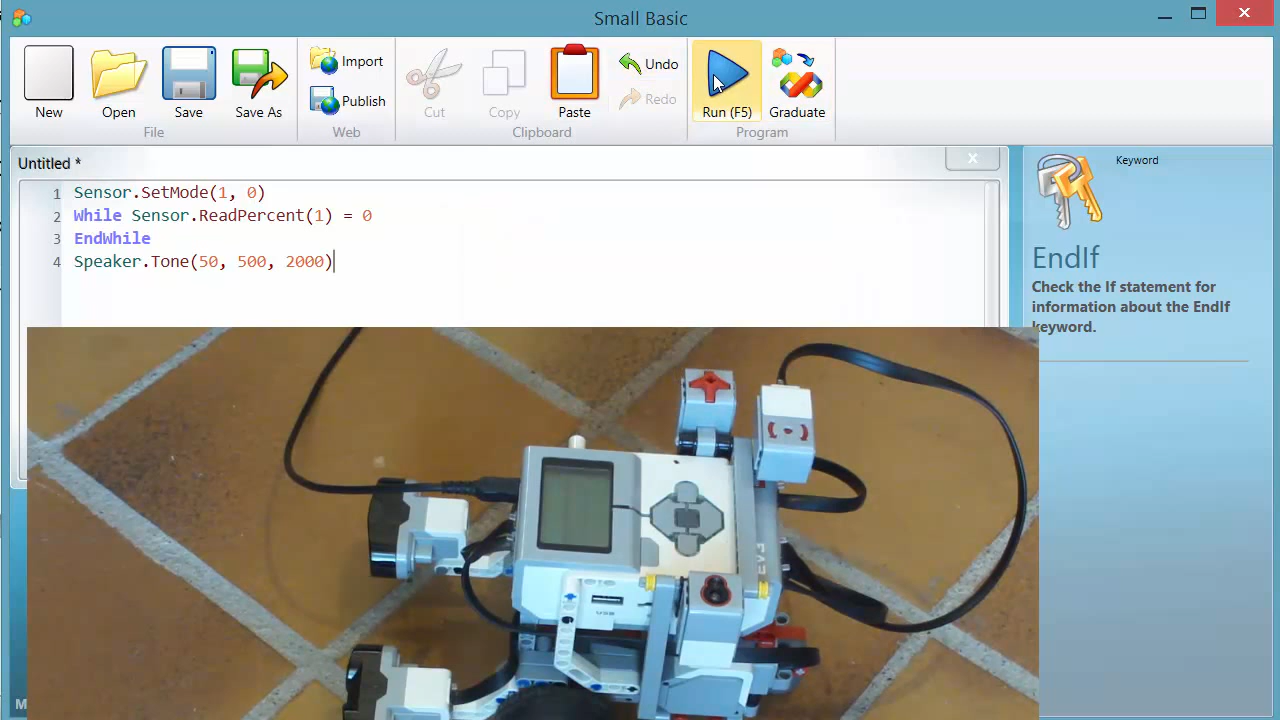 Small Basic
New
Open
Save
Save As
File
Import
Publish
Web
Cut
Copy
Paste
Clipboard
Undo
Redo
Run (F5)
Graduate
Program
Untitled *
1 Sensor.SetMode(1, 0)
2 While Sensor.ReadPercent(1) = 0
3 EndWhile
4 Speaker.Tone(50, 500, 2000)
Keyword
EndIf
Check the If statement for
information about the EndIf
keyword.
EV3
USB
M